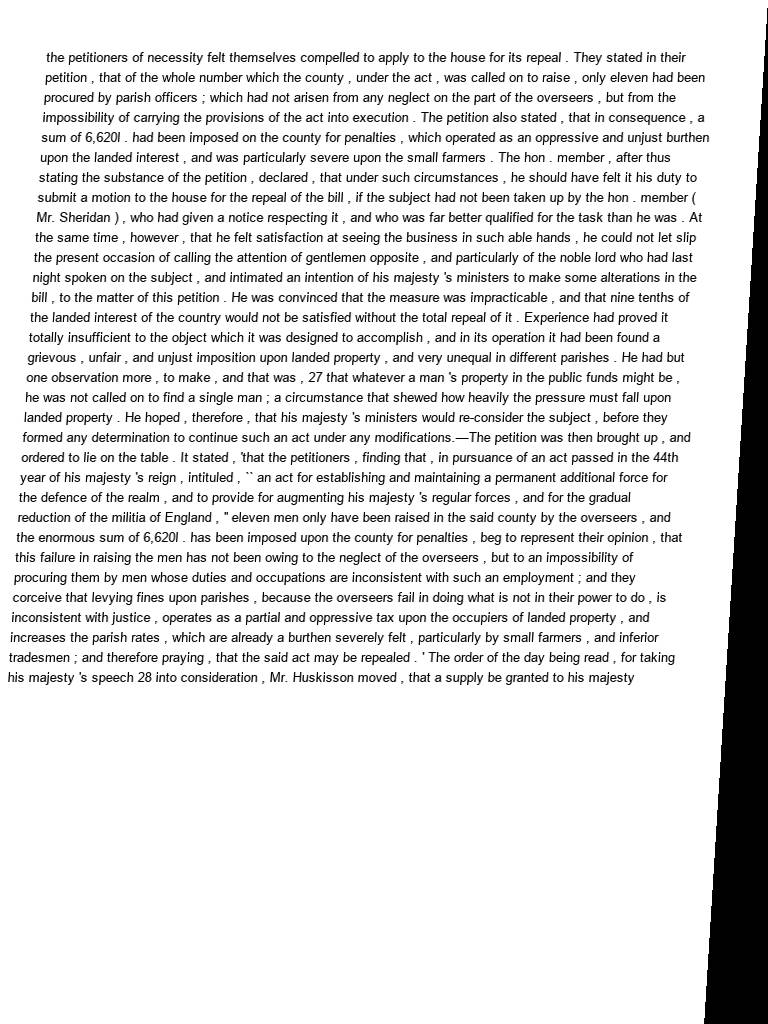 the petitioners of necessity felt themselves compelled to apply to the house for its repeal . They stated in their
petition , that of the whole number which the county , under the act , was called on to raise , only eleven had been
procured by parish officers ; which had not arisen from any neglect on the part of the overseers , but from the
impossibility of carrying the provisions of the act into execution . The petition also stated , that in consequence , a
sum of 6,620l . had been imposed on the county for penalties , which operated as an oppressive and unjust burthen
upon the landed interest , and was particularly severe upon the small farmers . The hon . member , after thus
stating the substance of the petition , declared , that under such circumstances , he should have felt it his duty to
submit a motion to the house for the repeal of the bill , if the subject had not been taken up by the hon . member (
Mr. Sheridan ) , who had given a notice respecting it , and who was far better qualified for the task than he was . At
the same time , however , that he felt satisfaction at seeing the business in such able hands , he could not let slip
the present occasion of calling the attention of gentlemen opposite , and particularly of the noble lord who had last
night spoken on the subject , and intimated an intention of his majesty 's ministers to make some alterations in the
bill , to the matter of this petition . He was convinced that the measure was impracticable , and that nine tenths of
the landed interest of the country would not be satisfied without the total repeal of it . Experience had proved it
totally insufficient to the object which it was designed to accomplish , and in its operation it had been found a
grievous , unfair , and unjust imposition upon landed property , and very unequal in different parishes . He had but
one observation more , to make , and that was , 27 that whatever a man 's property in the public funds might be ,
he was not called on to find a single man ; a circumstance that shewed how heavily the pressure must fall upon
landed property . He hoped , therefore , that his majesty 's ministers would re-consider the subject , before they
formed any determination to continue such an act under any modifications.—The petition was then brought up , and
ordered to lie on the table . It stated , 'that the petitioners , finding that , in pursuance of an act passed in the 44th
year of his majesty 's reign , intituled , `` an act for establishing and maintaining a permanent additional force for
the defence of the realm , and to provide for augmenting his majesty 's regular forces , and for the gradual
reduction of the militia of England , " eleven men only have been raised in the said county by the overseers , and
the enormous sum of 6,620l . has been imposed upon the county for penalties , beg to represent their opinion , that
this failure in raising the men has not been owing to the neglect of the overseers , but to an impossibility of
procuring them by men whose duties and occupations are inconsistent with such an employment ; and they
corceive that levying fines upon parishes , because the overseers fail in doing what is not in their power to do , is
inconsistent with justice , operates as a partial and oppressive tax upon the occupiers of landed property , and
increases the parish rates , which are already a burthen severely felt , particularly by small farmers , and inferior
tradesmen ; and therefore praying , that the said act may be repealed . ' The order of the day being read , for taking
his majesty 's speech 28 into consideration , Mr. Huskisson moved , that a supply be granted to his majesty